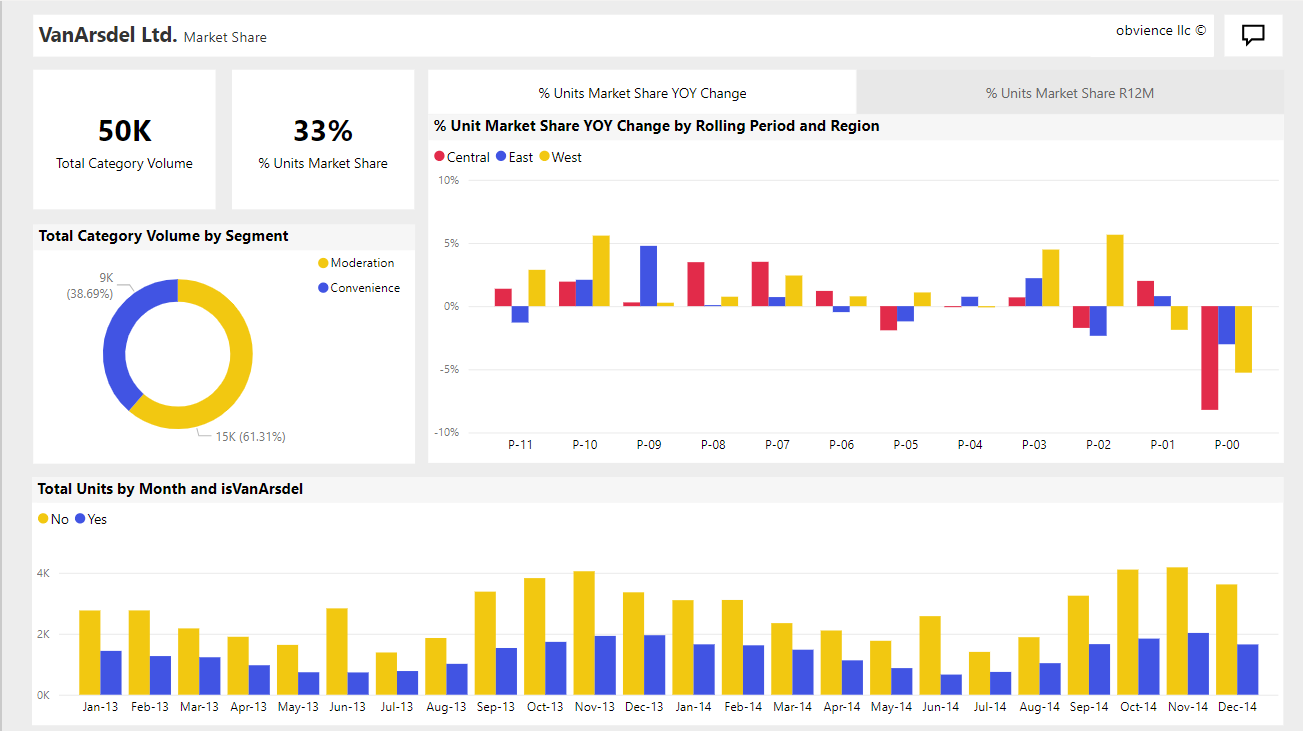 VanArsdel Ltd. Market Share
obvience llc ©
50K
Total Category Volume
33%
% Units Market Share
% Units Market Share YOY Change
% Units Market Share R12M
% Unit Market Share YOY Change by Rolling Period and Region
Central East West
10%
5%
0%
-5%
-10%
P-11 P-10 P-09 P-08 P-07 P-06 P-05 P-04 P-03 P-02 P-01 P-00
Total Category Volume by Segment
Moderation
Convenience
9K
(38.69%)
15K (61.31%)
Total Units by Month and isVanArsdel
No Yes
4K
2K
0K
Jan-13 Feb-13 Mar-13 Apr-13 May-13 Jun-13 Jul-13 Aug-13 Sep-13 Oct-13 Nov-13 Dec-13 Jan-14 Feb-14 Mar-14 Apr-14 May-14 Jun-14 Jul-14 Aug-14 Sep-14 Oct-14 Nov-14 Dec-14